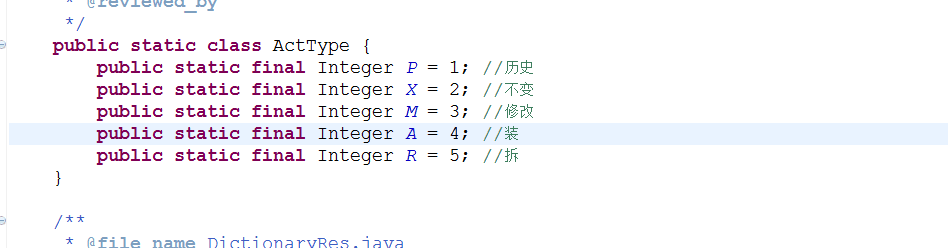 * @reviewed_by
*/
public static class ActType {
public static final Integer P = 1; //历史
public static final Integer X = 2; //不变
public static final Integer M = 3; //修改
public static final Integer A = 4; //装
public static final Integer R = 5; //拆
}
/**
* @file_name DictionaryRes.java